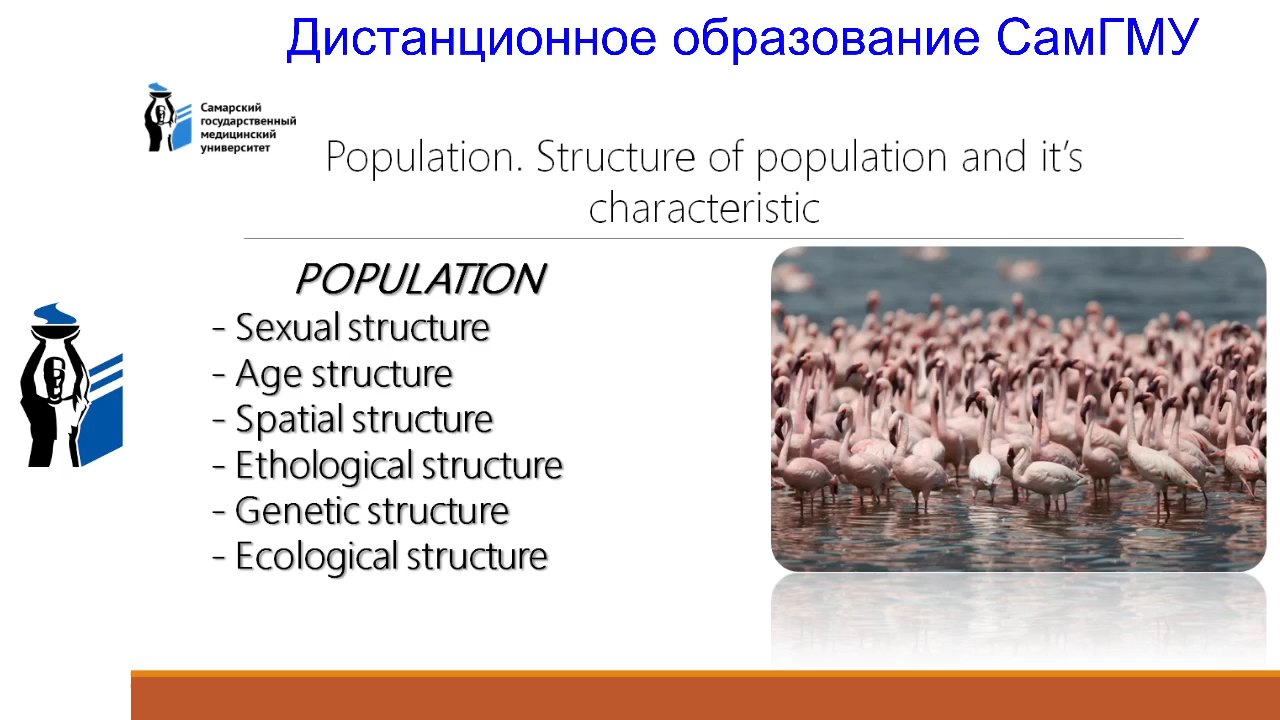 Дистанционное образование СамГМУ
Самарский
государственный
медицинский
университет
Population. Structure of population and it’s
characteristic
POPULATION
- Sexual structure
- Age structure
- Spatial structure
- Ethological structure
- Genetic structure
- Ecological structure